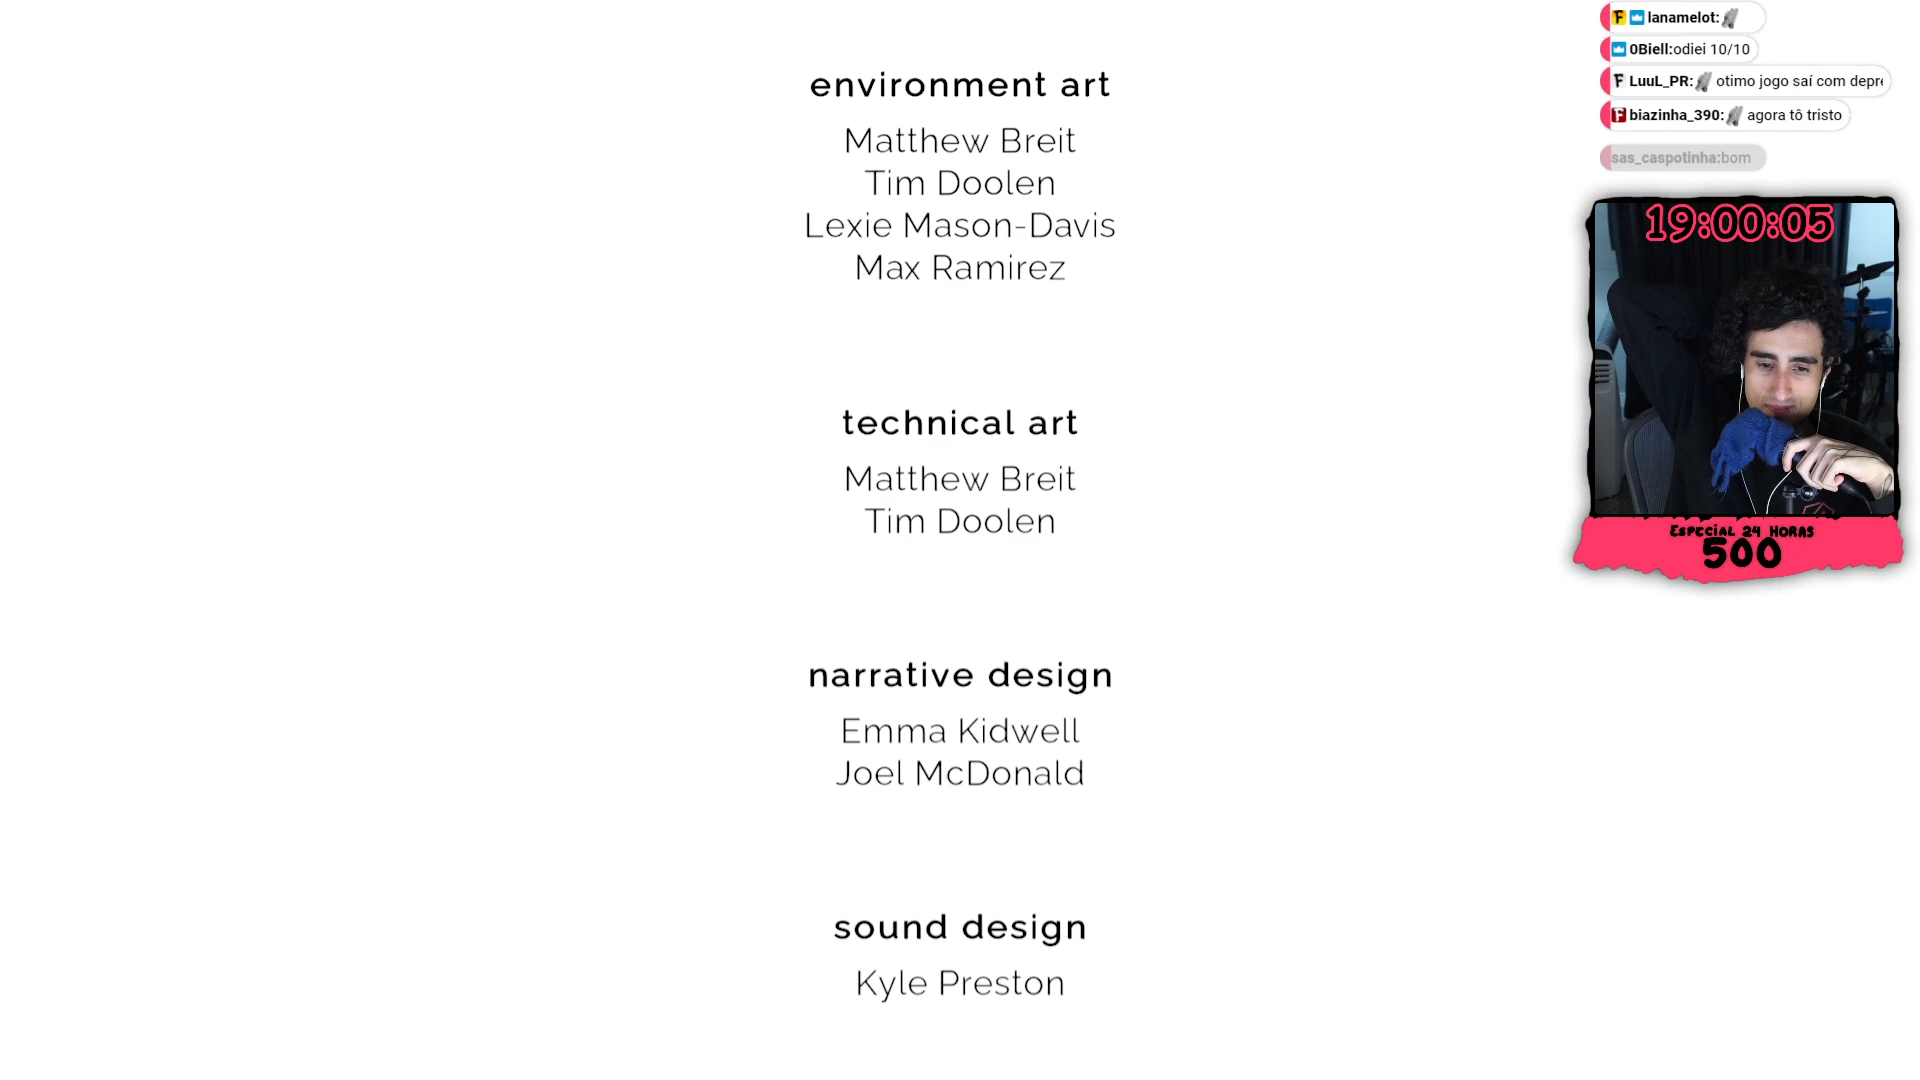 environment art
Matthew Breit
Tim Doolen
Lexie Mason-Davis
Max Ramirez
technical art
Matthew Breit
Tim Doolen
narrative design
Emma Kidwell
Joel McDonald
sound design
Kyle Preston
lanamelot:
0Biell:odiei 10/10
LuuL_PR: otimo jogo saí com depre
biazinha_390: agora tô tristo
sas_caspotinha:bom
19:00:05
Especial 24 horas
500